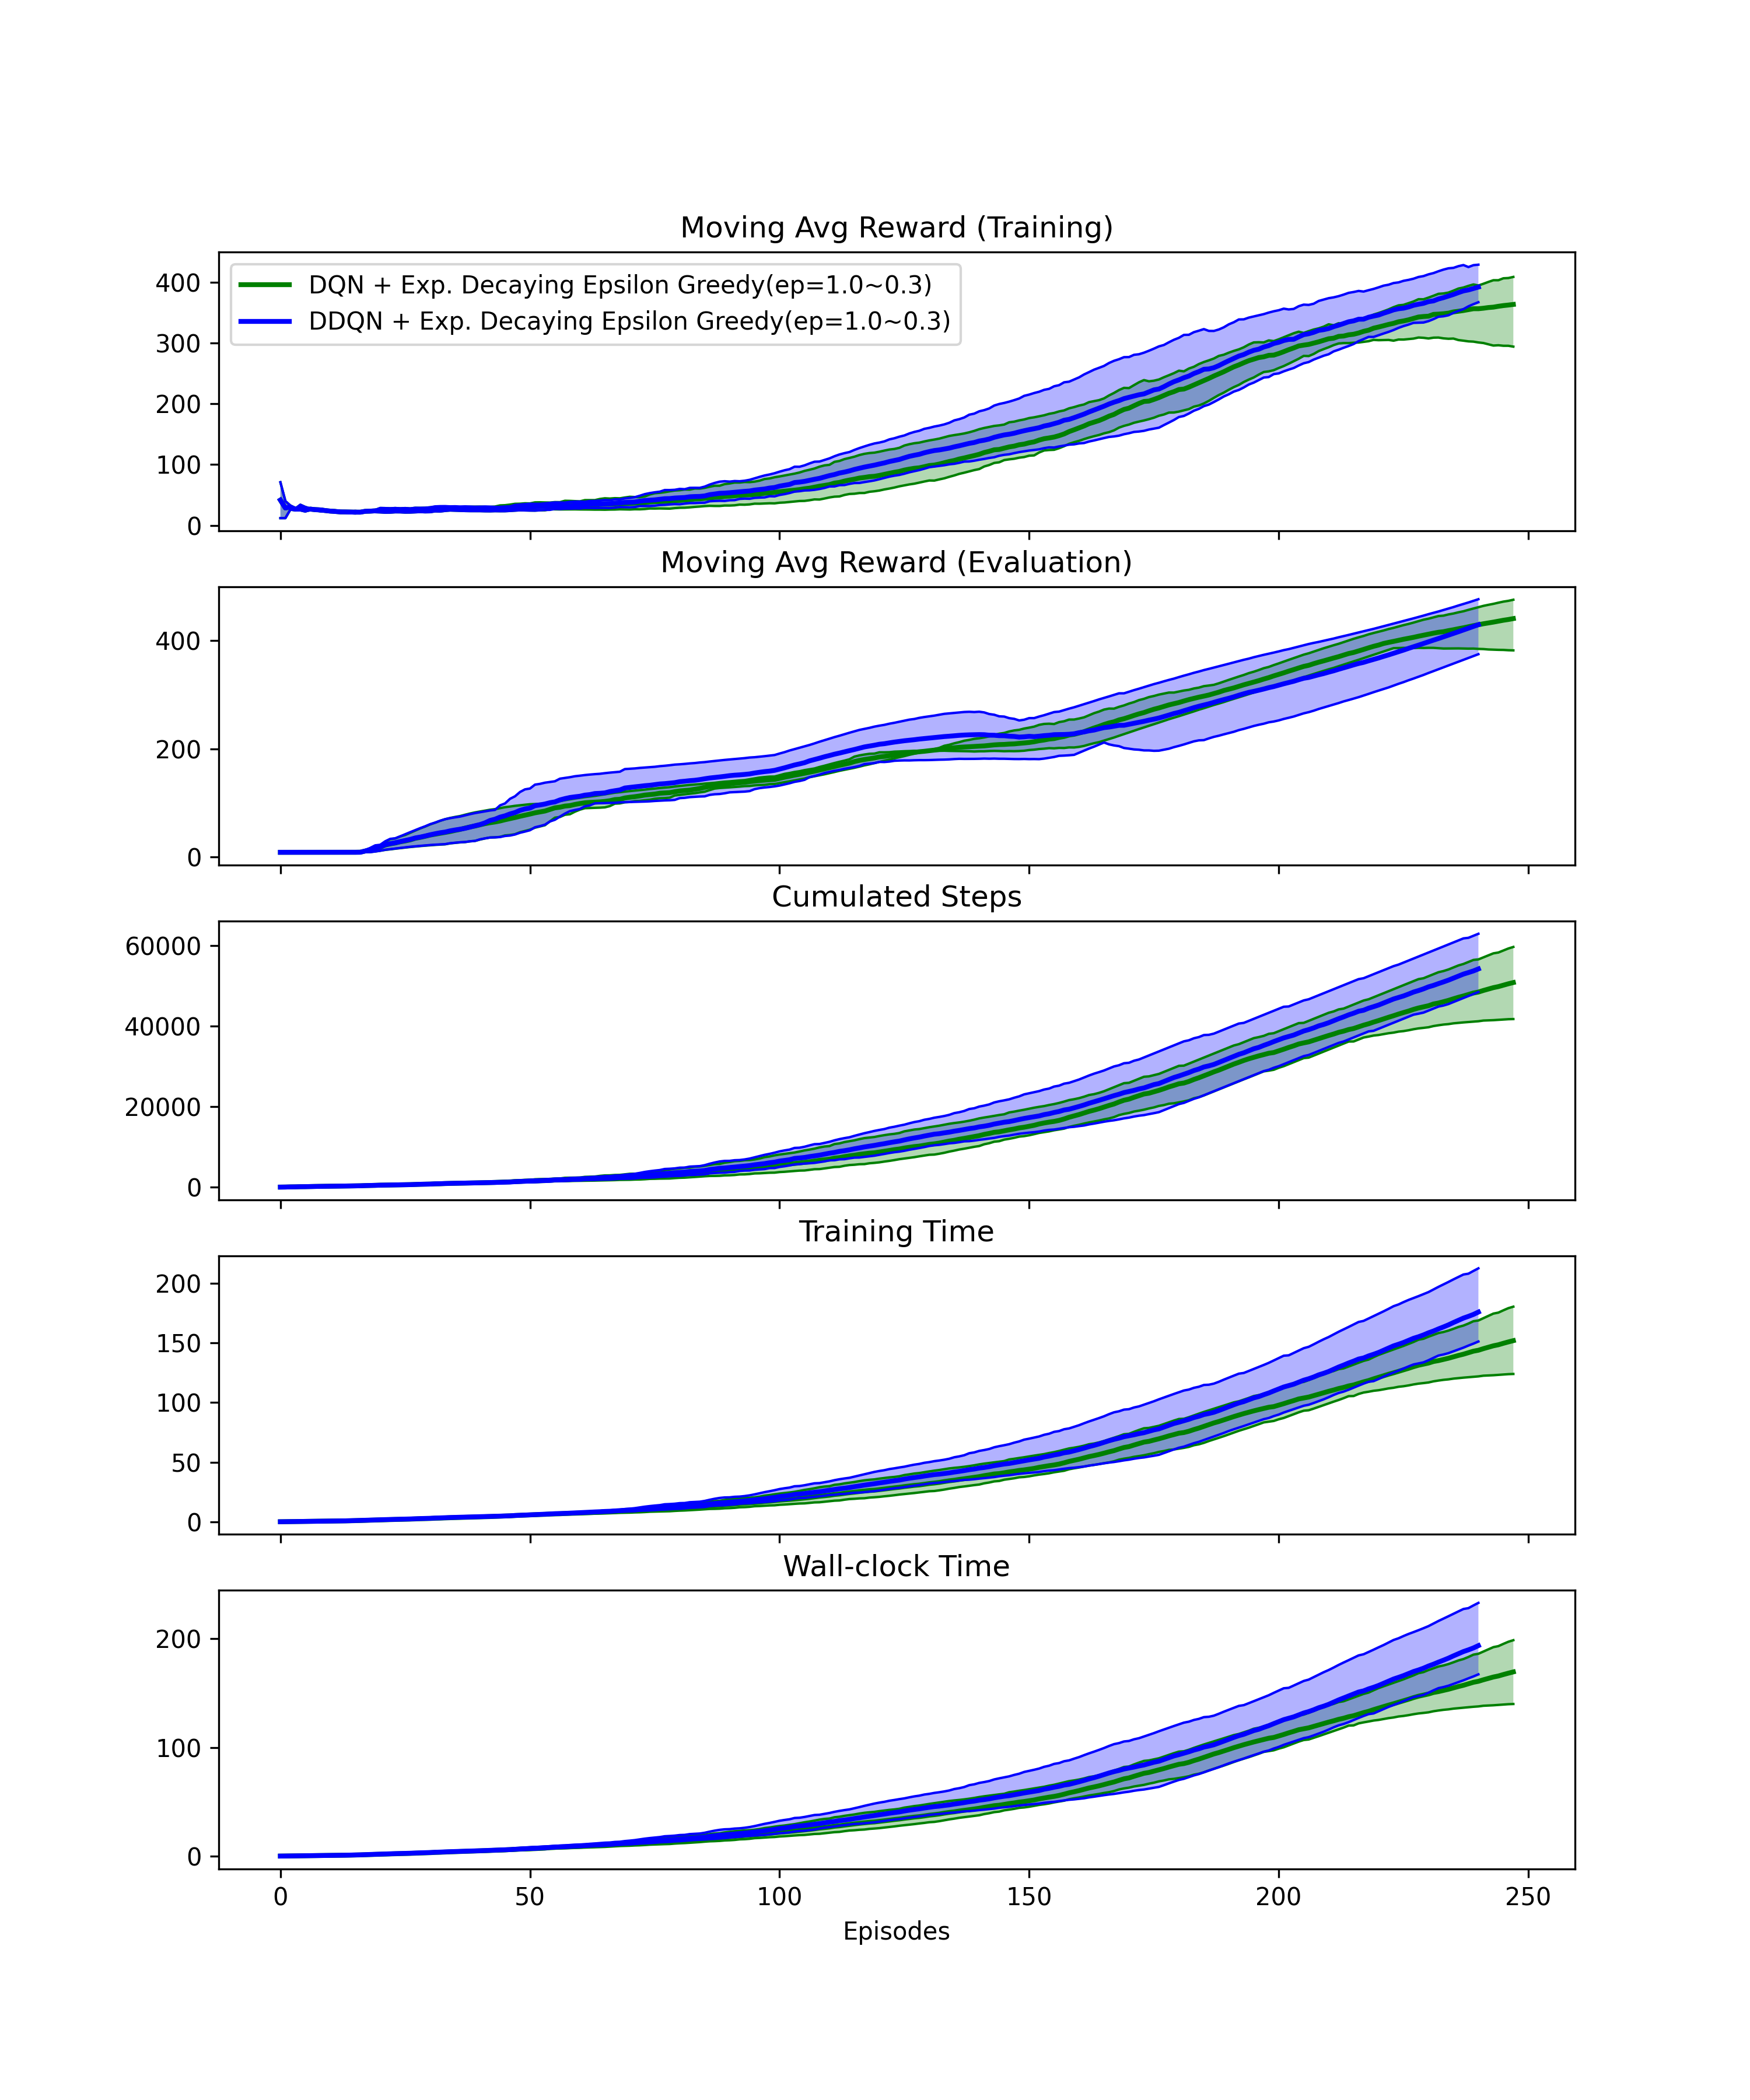 Moving Avg Reward (Training)
400
300
200
100
0
DQN + Exp. Decaying Epsilon Greedy(ep=1.0~0.3)
DDQN + Exp. Decaying Epsilon Greedy(ep=1.0~0.3)
Moving Avg Reward (Evaluation)
400
200
0
Cumulated Steps
60000
40000
20000
0
Training Time
200
150
100
50
0
Wall-clock Time
200
100
0
0 50 100 150 200 250
Episodes